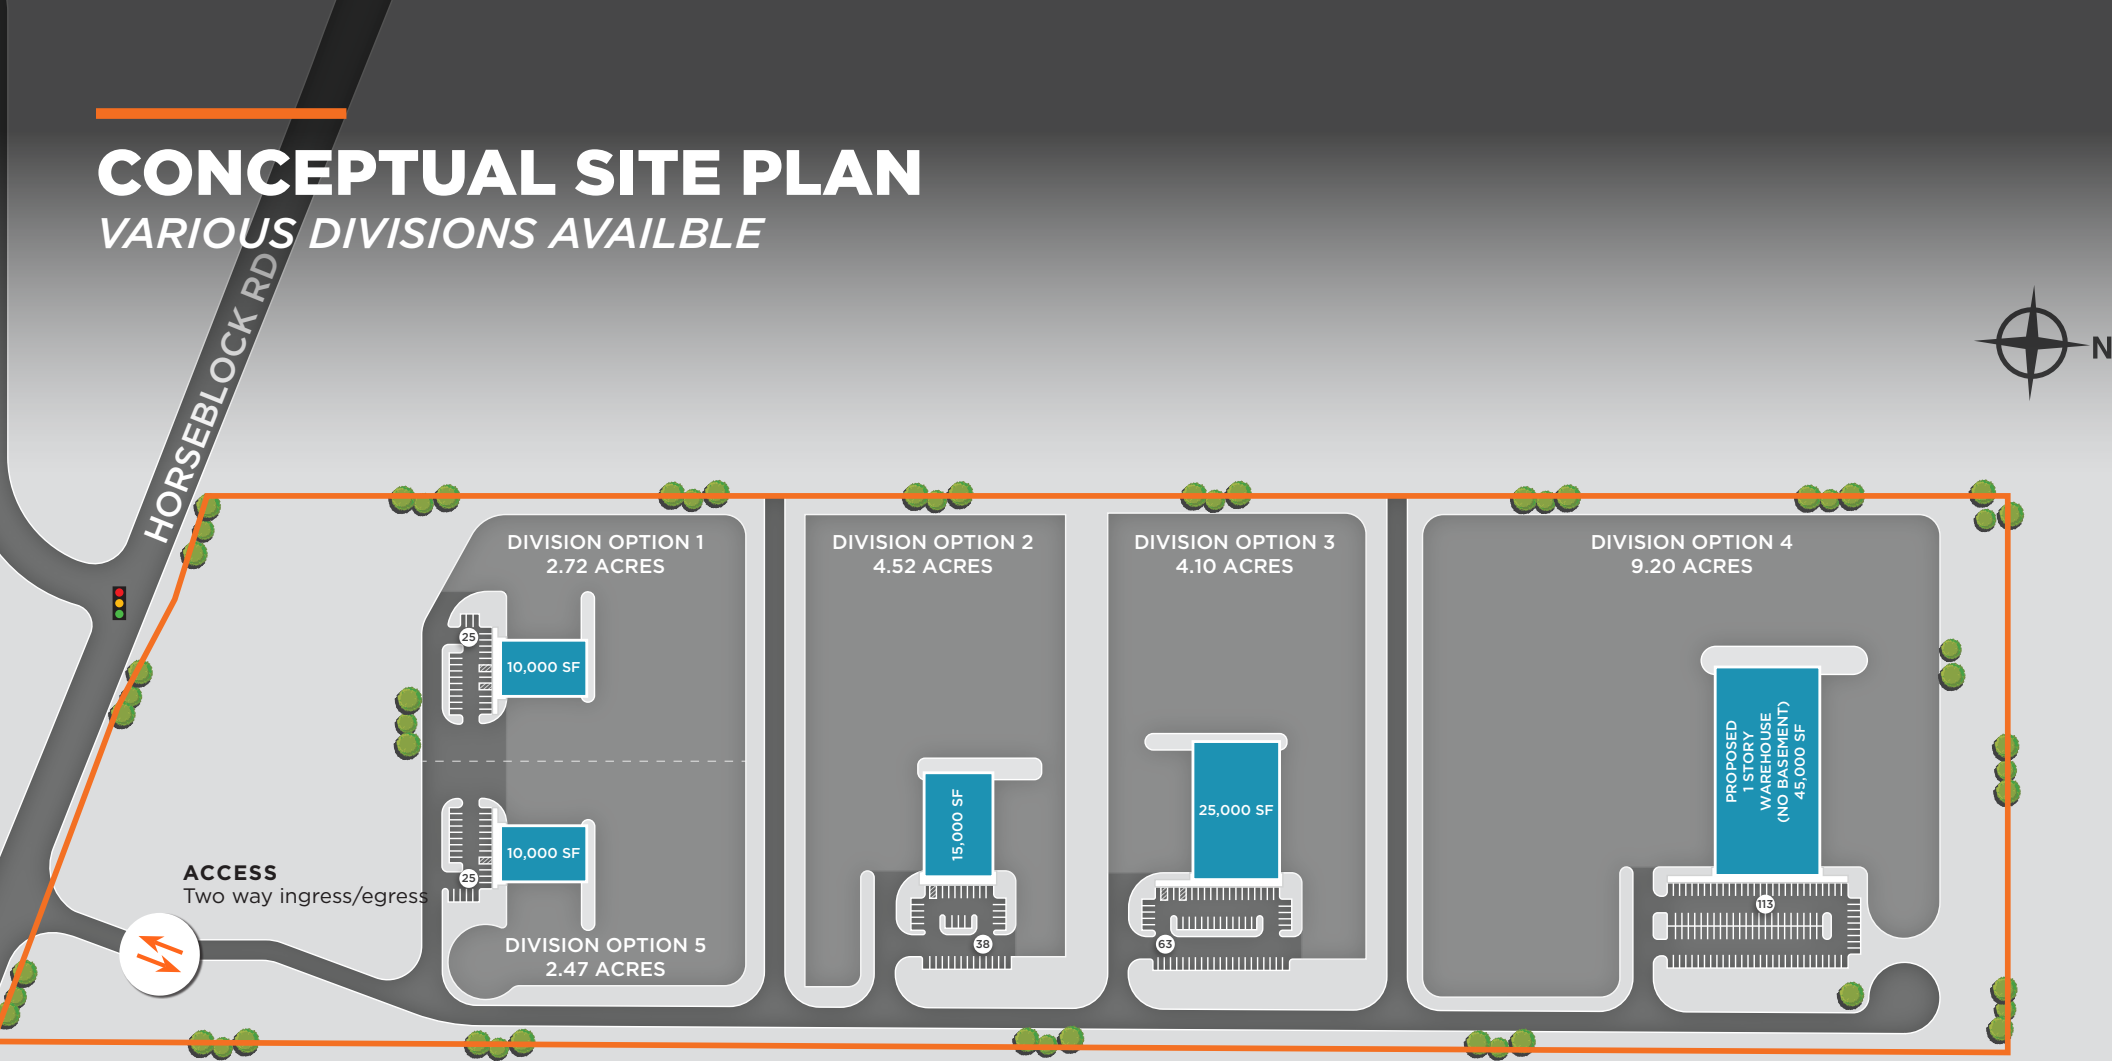 CONCEPTUAL SITE PLAN
VARIOUS DIVISIONS AVAILBLE
HORSEBLOCK RD
N
DIVISION OPTION 1
2.72 ACRES
25
10,000 SF
10,000 SF
25
DIVISION OPTION 5
2.47 ACRES
DIVISION OPTION 2
4.52 ACRES
15,000 SF
38
DIVISION OPTION 3
4.10 ACRES
25,000 SF
63
DIVISION OPTION 4
9.20 ACRES
PROPOSED
1 STORY
WAREHOUSE
(NO BASEMENT)
45,000 SF
113
ACCESS
Two way ingress/egress